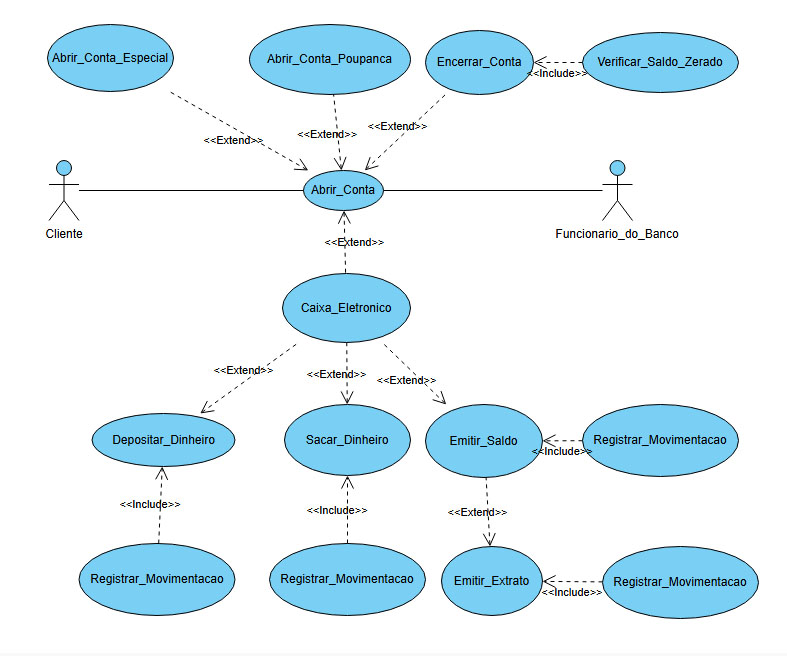 Abrir_Conta_Especial
Abrir_Conta_Poupanca
Encerrar_Conta
Verificar_Saldo_Zerado
<<Include>>
<<Extend>>
<<Extend>>
<<Extend>>
Abrir_Conta
Cliente
Funcionario_do_Banco
<<Extend>>
Caixa_Eletronico
<<Extend>>
<<Extend>>
<<Extend>>
Depositar_Dinheiro
Sacar_Dinheiro
Emitir_Saldo
Registrar_Movimentacao
<<Include>>
<<Include>>
<<Include>>
<<Extend>>
Registrar_Movimentacao
Registrar_Movimentacao
Emitir_Extrato
Registrar_Movimentacao
<<Include>>